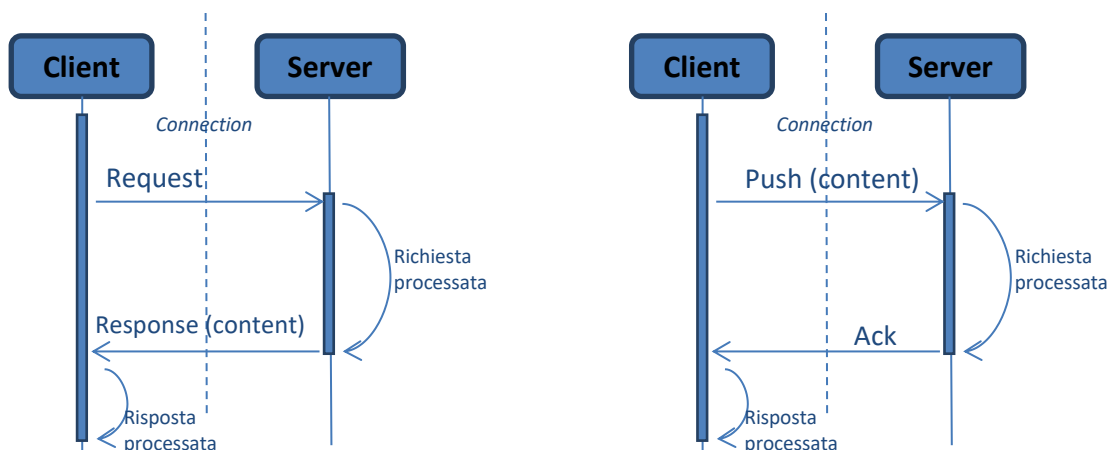 Client
Server
Connection
Request
Richiesta
processata
Response (content)
Risposta
processata
Client
Server
Connection
Push (content)
Richiesta
processata
Ack
Risposta
processata